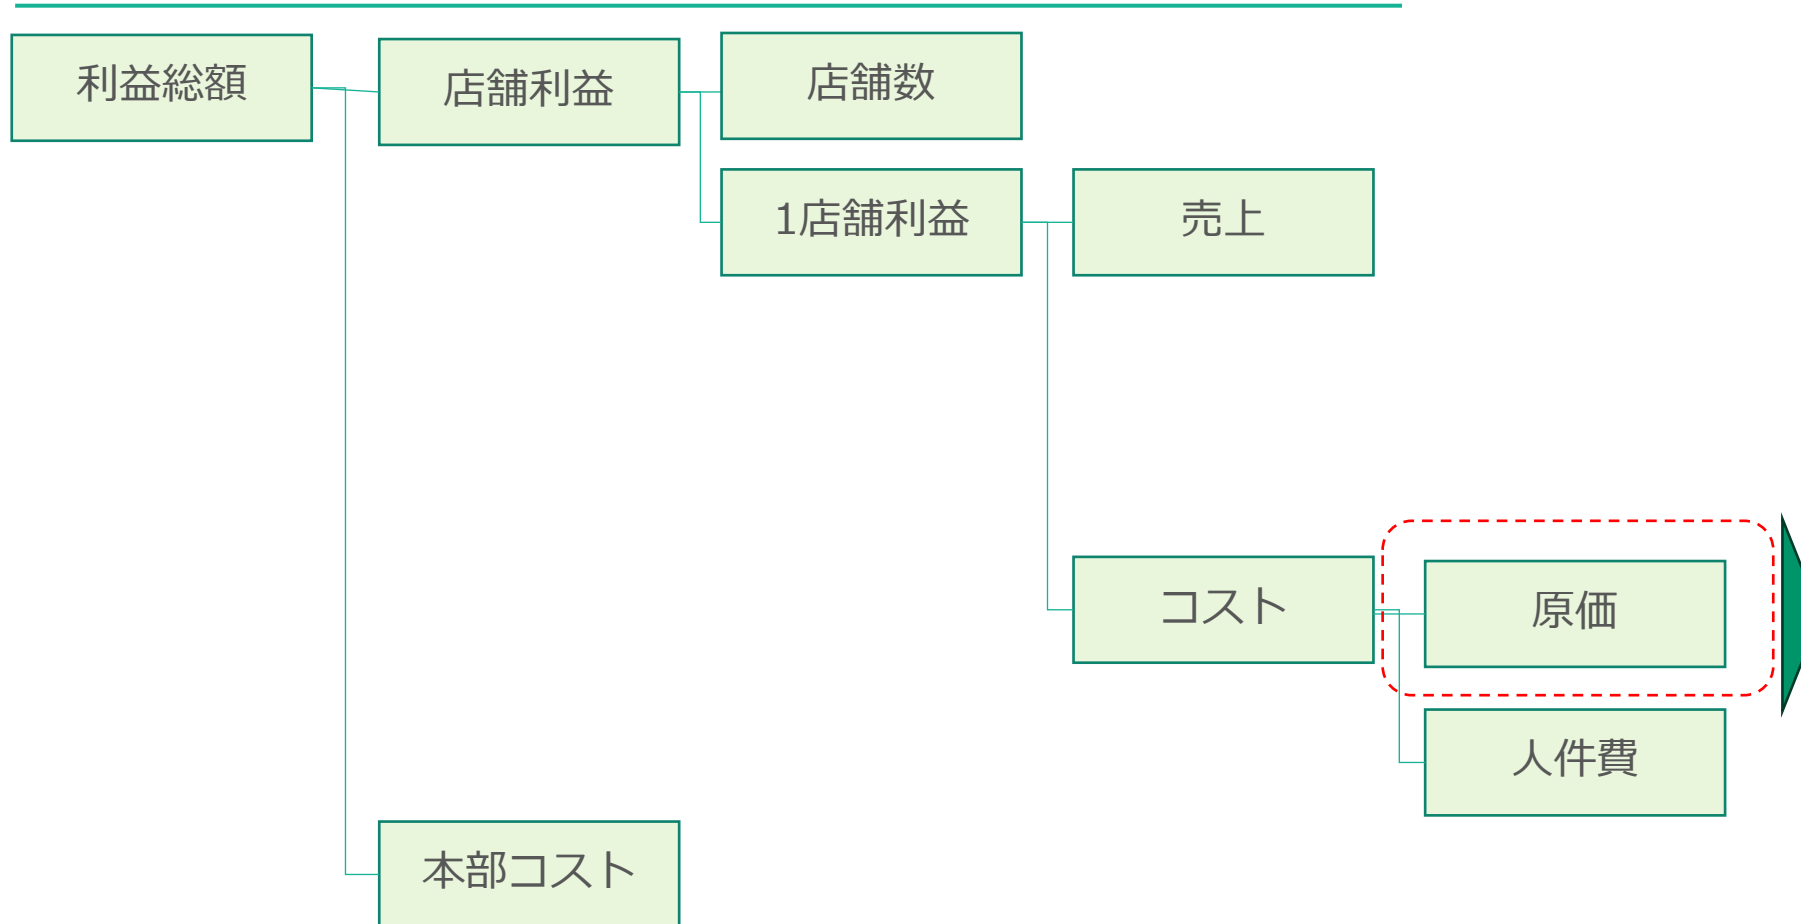 利益総額
店舗利益
店舗数
1店舗利益
売上
コスト
原価
人件費
本部コスト